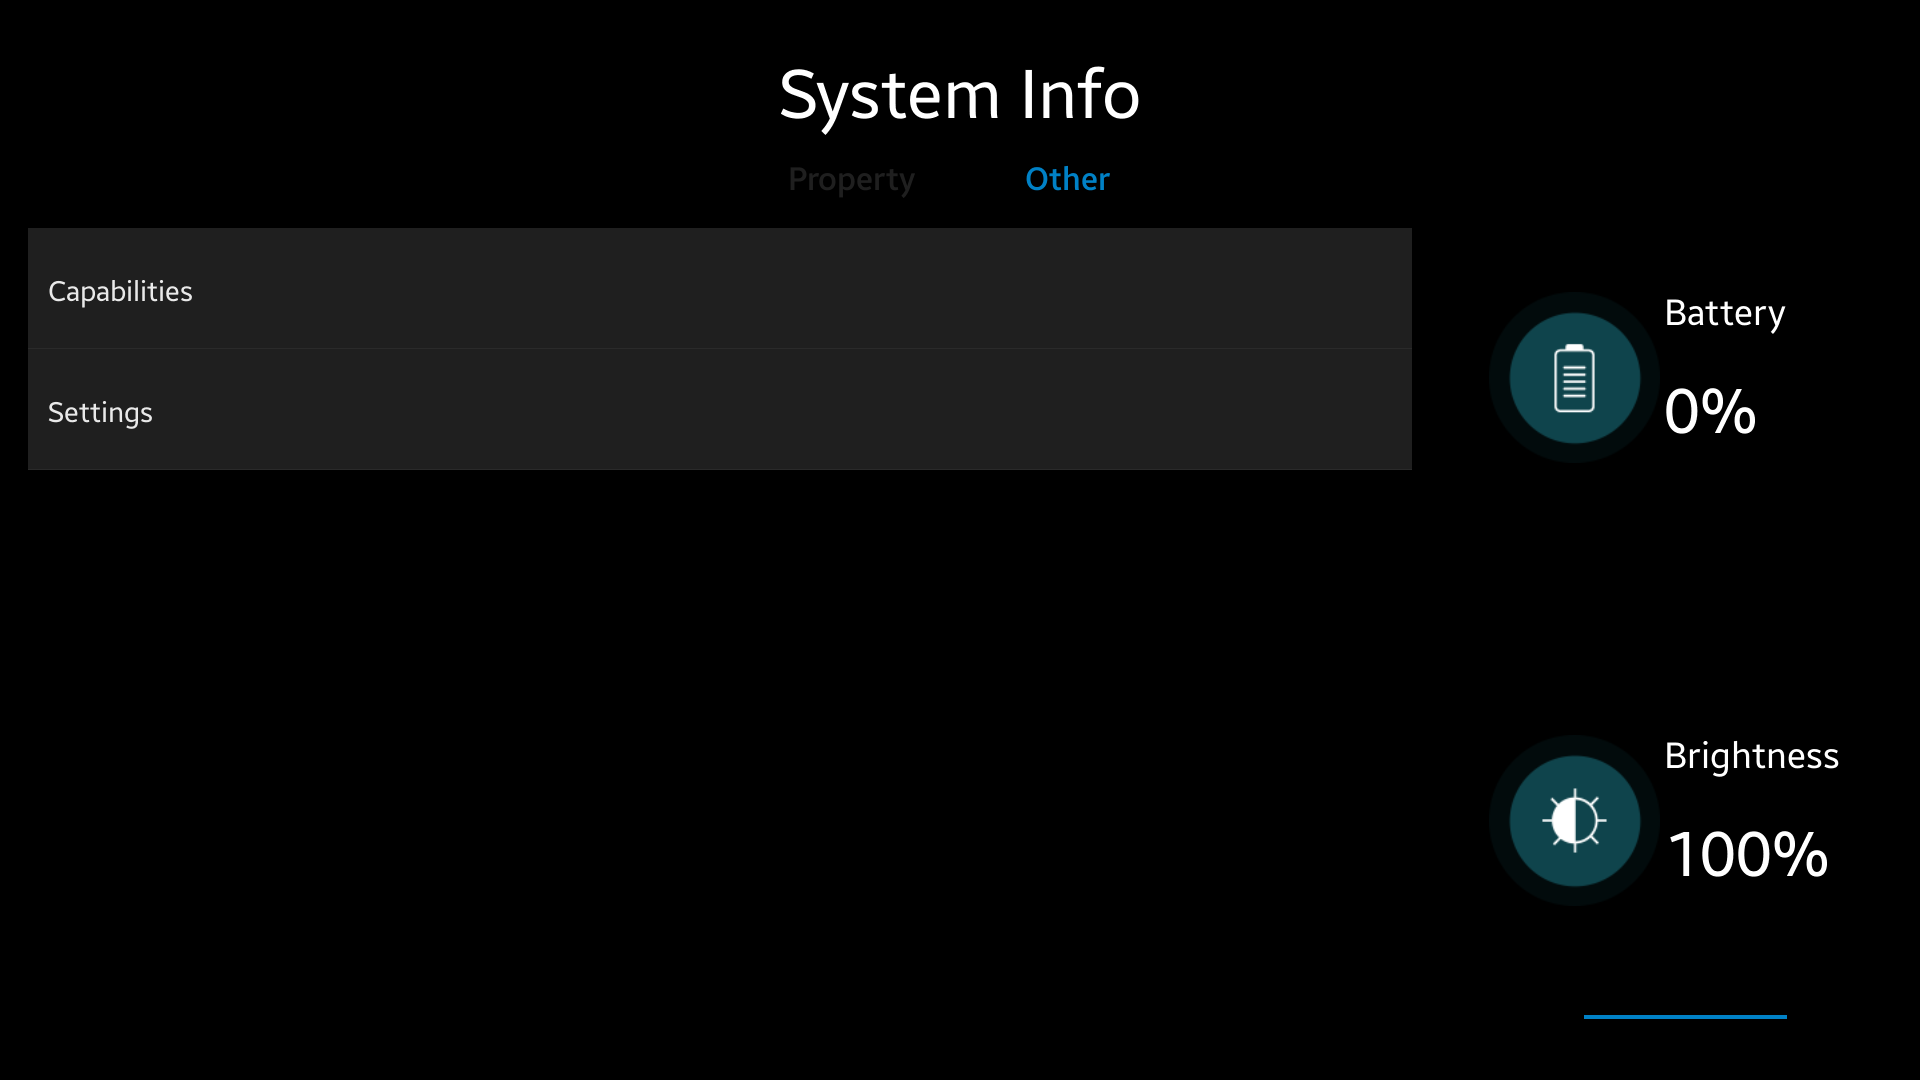 System Info
Property
Other
Capabilities
Settings
Battery
0%
Brightness
100%